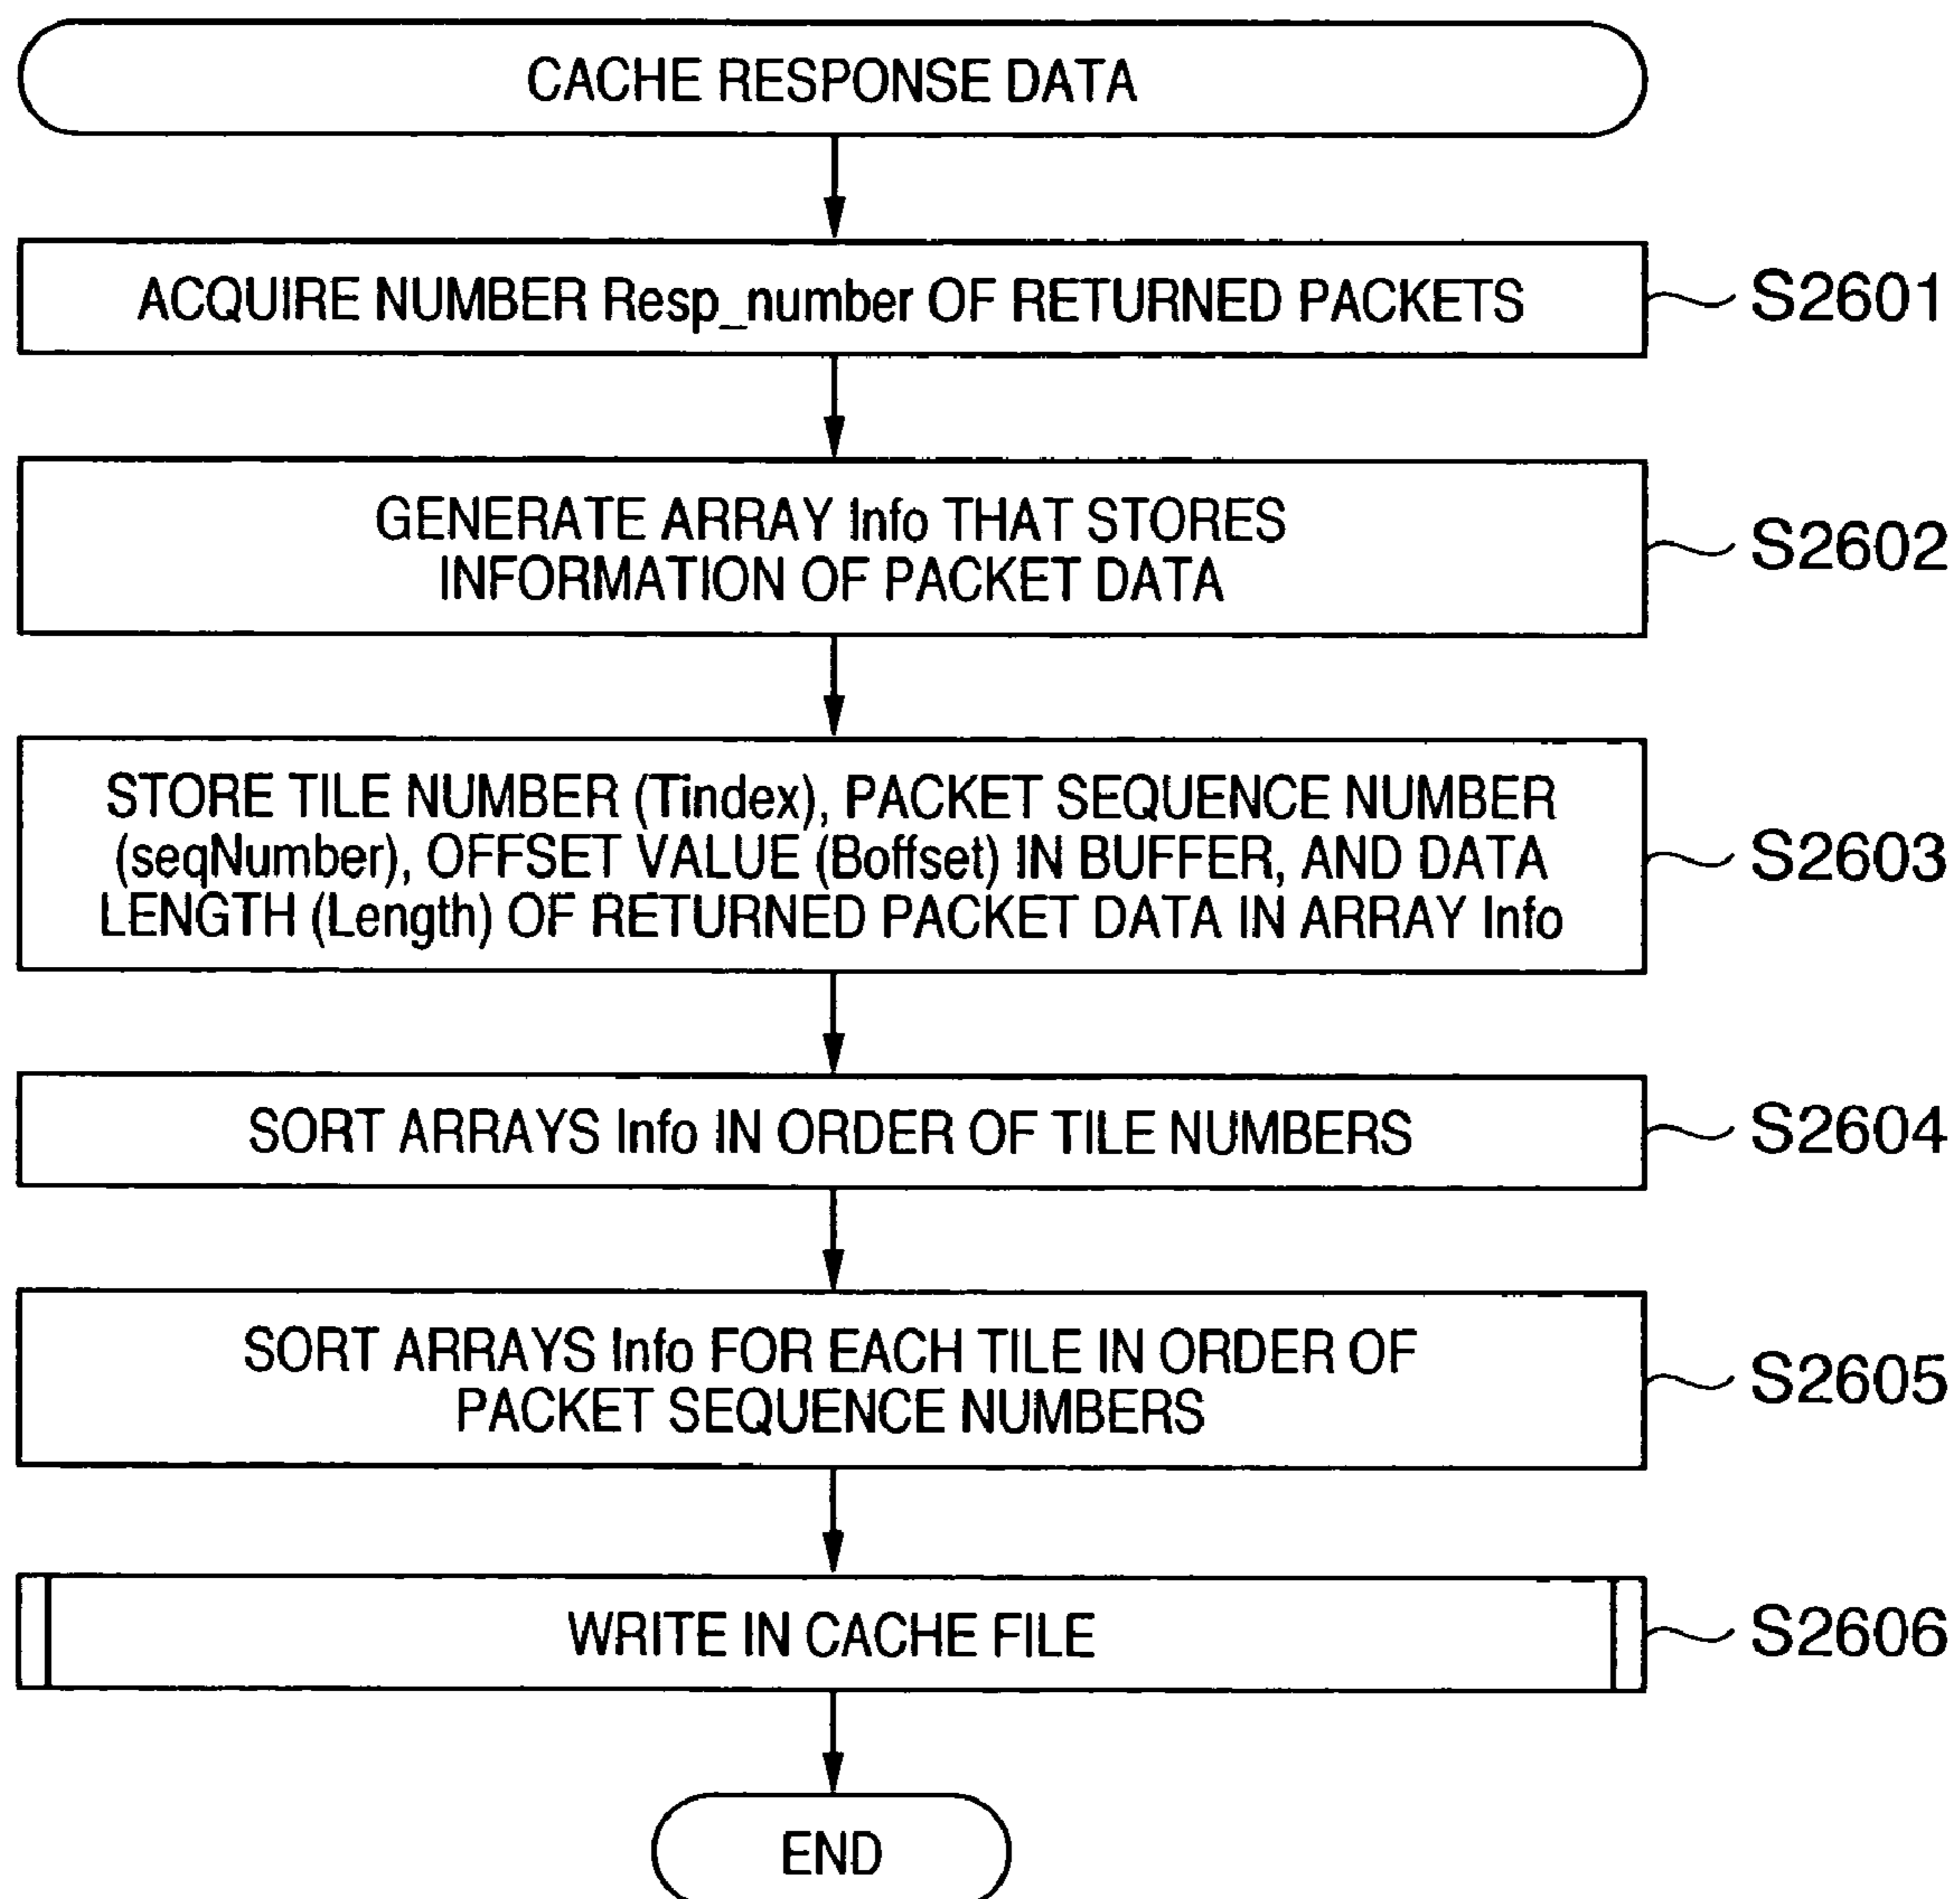 CACHE RESPONSE DATA
ACQUIRE NUMBER Resp_number OF RETURNED PACKETS
S2601
GENERATE ARRAY Info THAT STORES
INFORMATION OF PACKET DATA
S2602
STORE TILE NUMBER (Tindex), PACKET SEQUENCE NUMBER
(seqNumber), OFFSET VALUE (Boffset) IN BUFFER, AND DATA
LENGTH (Length) OF RETURNED PACKET DATA IN ARRAY Info
S2603
SORT ARRAYS Info IN ORDER OF TILE NUMBERS
S2604
SORT ARRAYS Info FOR EACH TILE IN ORDER OF
PACKET SEQUENCE NUMBERS
S2605
WRITE IN CACHE FILE
S2606
END